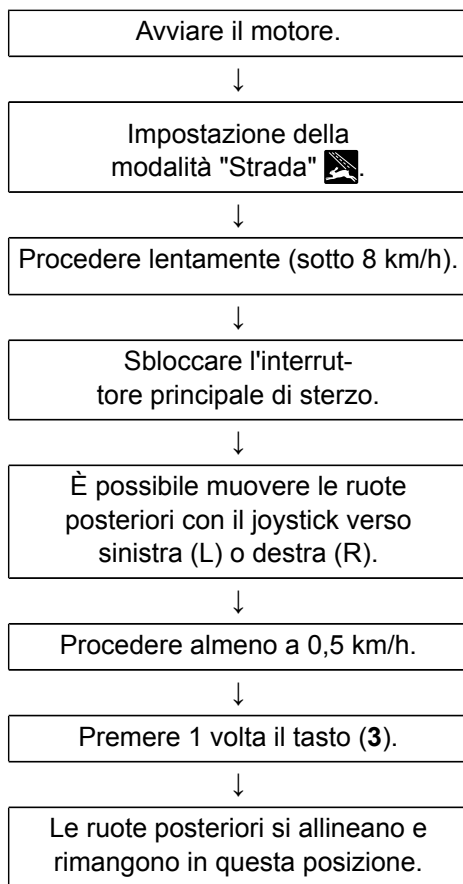 Avviare il motore.
↓
Impostazione della
modalità "Strada" .
↓
Procedere lentamente (sotto 8 km/h).
↓
Sbloccare l'interrut-
tore principale di sterzo.
↓
È possibile muovere le ruote
posteriori con il joystick verso
sinistra (L) o destra (R).
↓
Procedere almeno a 0,5 km/h.
↓
Premere 1 volta il tasto (3).
↓
Le ruote posteriori si allineano e
rimangono in questa posizione.